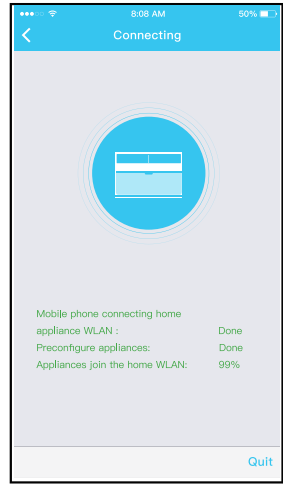 8:08 AM 50%
Connecting
Mobile phone connecting home
appliance WLAN : Done
Preconfigure appliances: Done
Appliances join the home WLAN: 99%
Quit